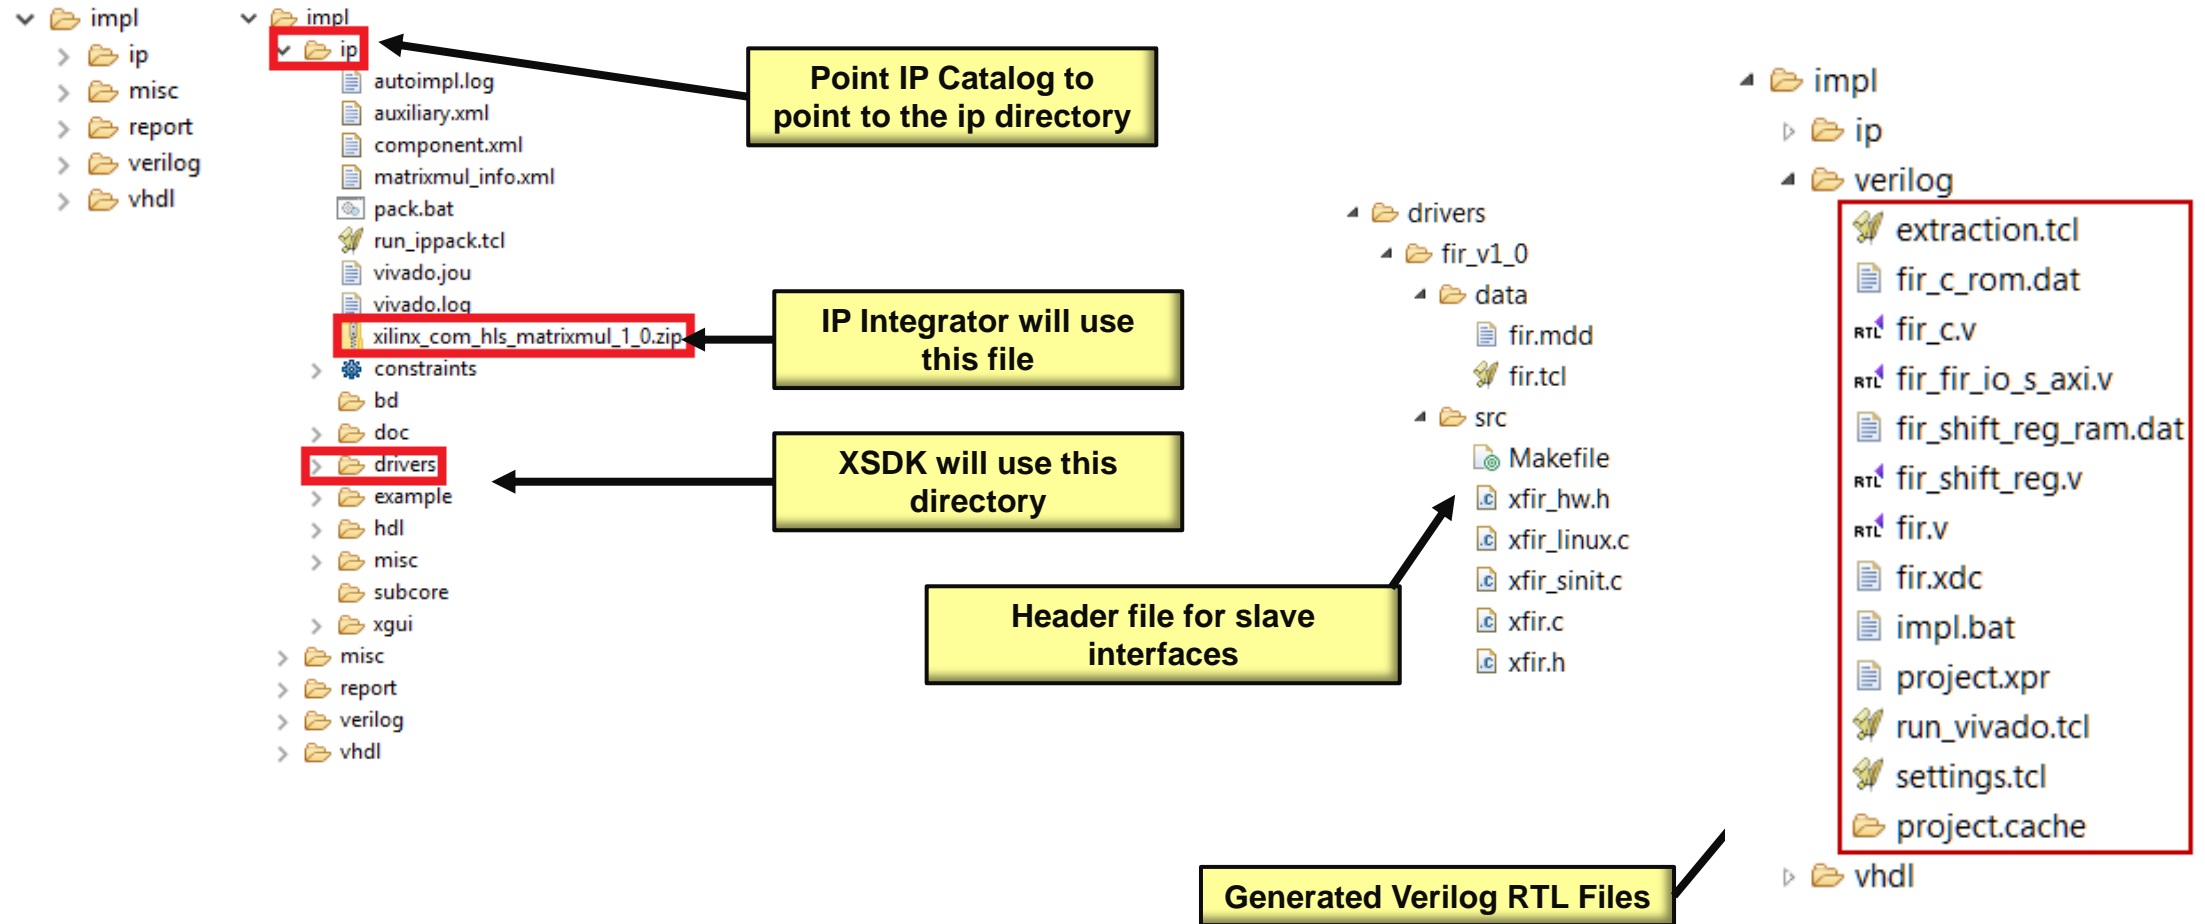 impl
ip
misc
report
verilog
vhdl
impl
ip
autoimpl.log
auxiliary.xml
component.xml
matrixmul_info.xml
pack.bat
run_ippack.tcl
vivado.jou
vivado.log
xilinx_com_hls_matrixmul_1_0.zip
constraints
bd
doc
drivers
example
hdl
misc
subcore
xgui
misc
report
verilog
vhdl
Point IP Catalog to
point to the ip directory
IP Integrator will use
this file
XSDK will use this
directory
Header file for slave
interfaces
Generated Verilog RTL Files
drivers
fir_v1_0
data
fir.mdd
fir.tcl
src
Makefile
xfir_hw.h
xfir_linux.c
xfir_sinit.c
xfir.c
xfir.h
impl
ip
verilog
extraction.tcl
fir_c_rom.dat
RTL fir_c.v
RTL fir_fir_io_s_axi.v
fir_shift_reg_ram.dat
RTL fir_shift_reg.v
RTL fir.v
fir.xdc
impl.bat
project.xpr
run_vivado.tcl
settings.tcl
project.cache
vhdl